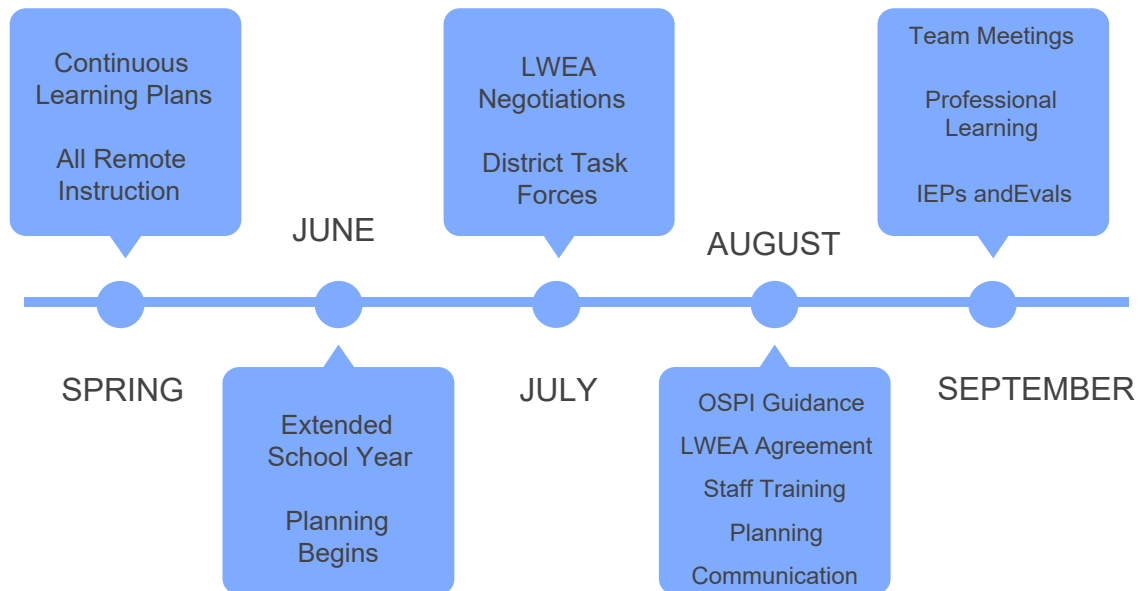 Continuous
Learning Plans
All Remote
Instruction
SPRING
JUNE
Extended
School Year
Planning
Begins
LWEA
Negotiations
District Task
Forces
JULY
AUGUST
OSPI Guidance
LWEA Agreement
Staff Training
Planning
Communication
Team Meetings
Professional
Learning
IEPs andEvals
SEPTEMBER